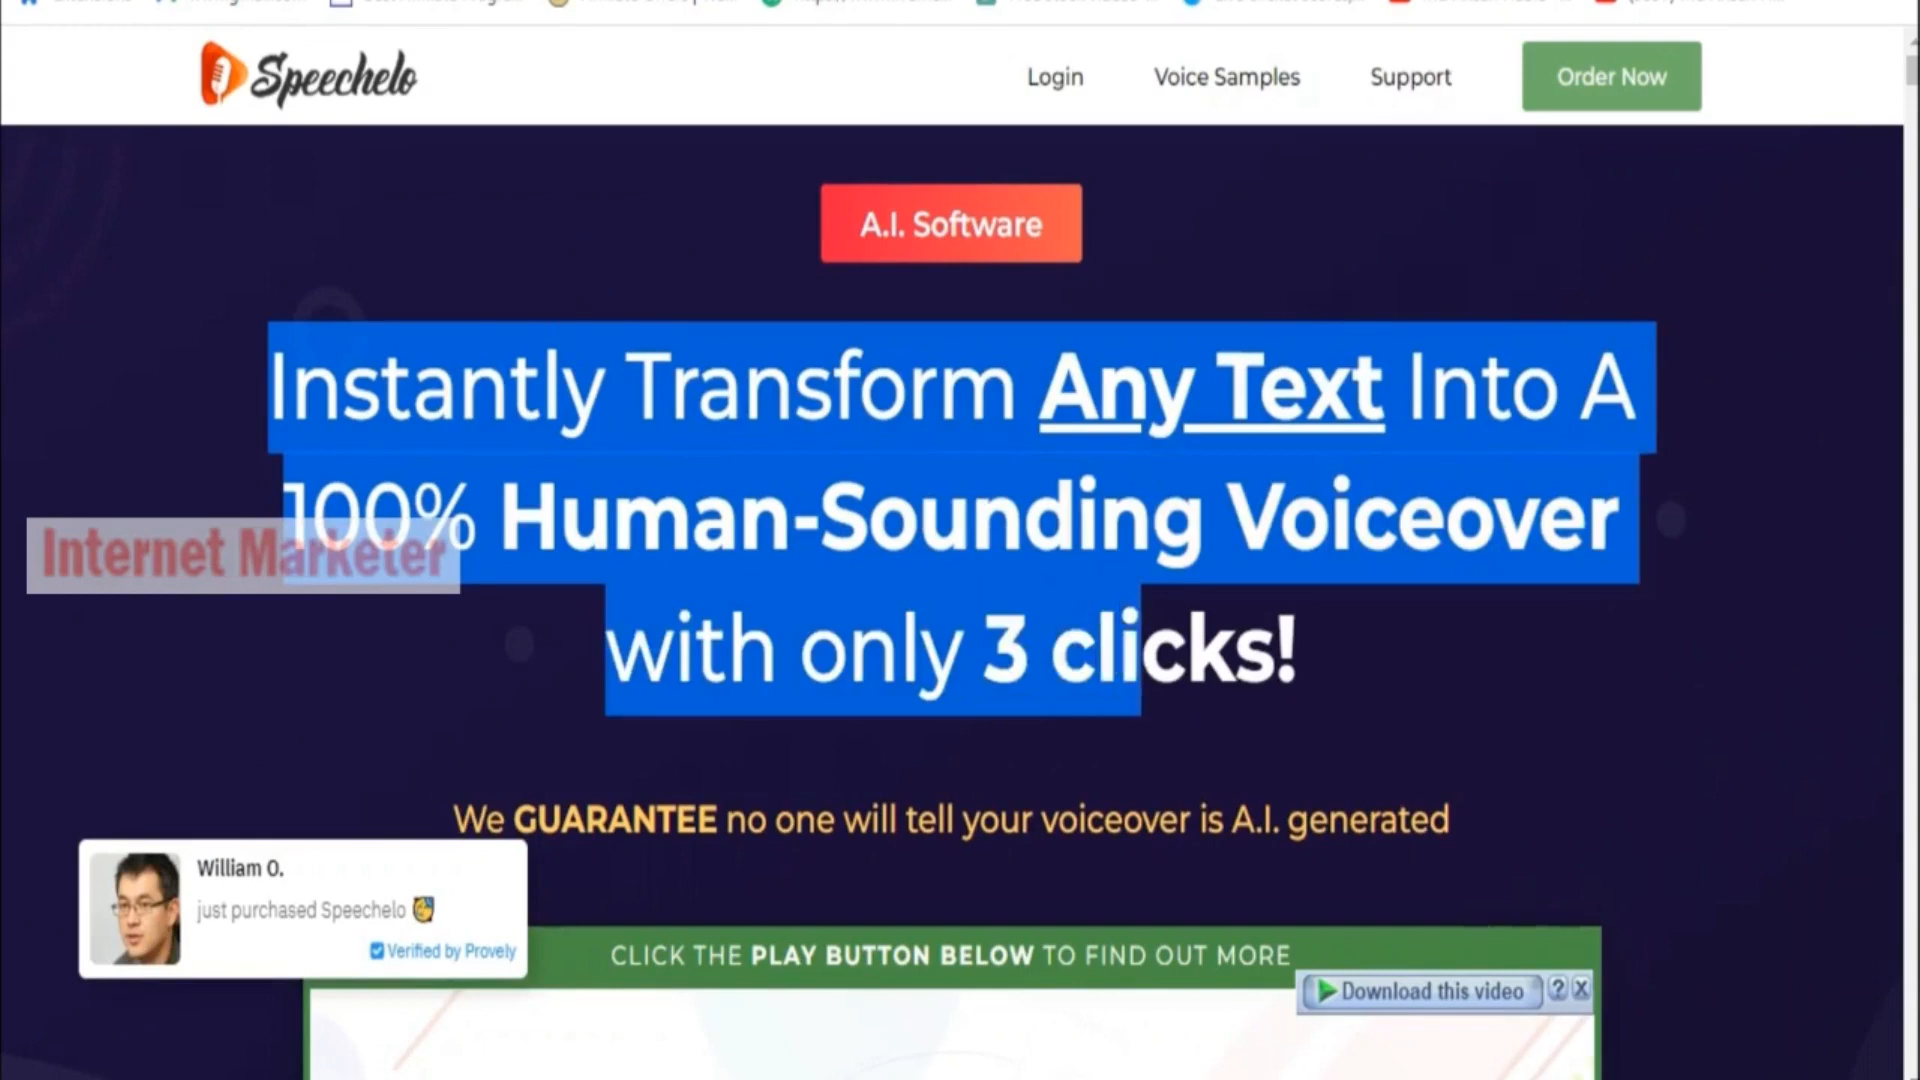 Speechelo
Login
Voice Samples
Support
Order Now
A.I. Software
Instantly Transform Any Text Into A
100% Human-Sounding Voiceover
with only 3 clicks!
Internet Marketer
We GUARANTEE no one will tell your voiceover is A.I. generated
William O.
just purchased Speechelo
Verified by Provely
CLICK THE PLAY BUTTON BELOW TO FIND OUT MORE
Download this video
? X